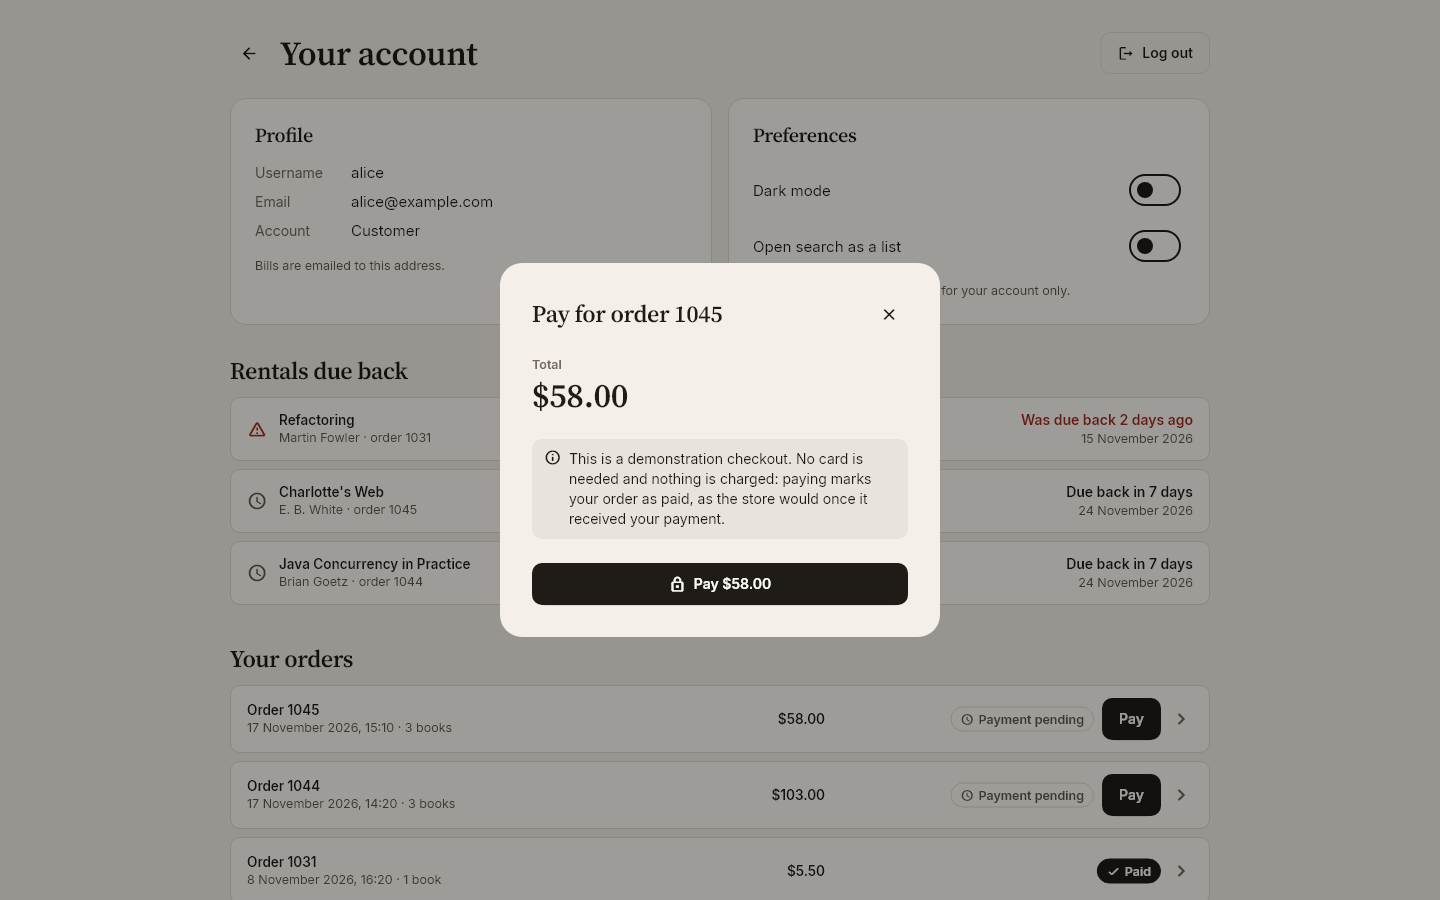 Your account
Log out
Profile
Username alice
Email alice@example.com
Account Customer
Bills are emailed to this address.
Preferences
Dark mode
Open search as a list
for your account only.
Pay for order 1045
Total
$58.00
This is a demonstration checkout. No card is
needed and nothing is charged: paying marks
your order as paid, as the store would once it
received your payment.
Pay $58.00
Rentals due back
Refactoring
Martin Fowler · order 1031
Was due back 2 days ago
15 November 2026
Charlotte's Web
E. B. White · order 1045
Due back in 7 days
24 November 2026
Java Concurrency in Practice
Brian Goetz · order 1044
Due back in 7 days
24 November 2026
Your orders
Order 1045
17 November 2026, 15:10 · 3 books
$58.00
Payment pending
Pay
Order 1044
17 November 2026, 14:20 · 3 books
$103.00
Payment pending
Pay
Order 1031
8 November 2026, 16:20 · 1 book
$5.50
Paid